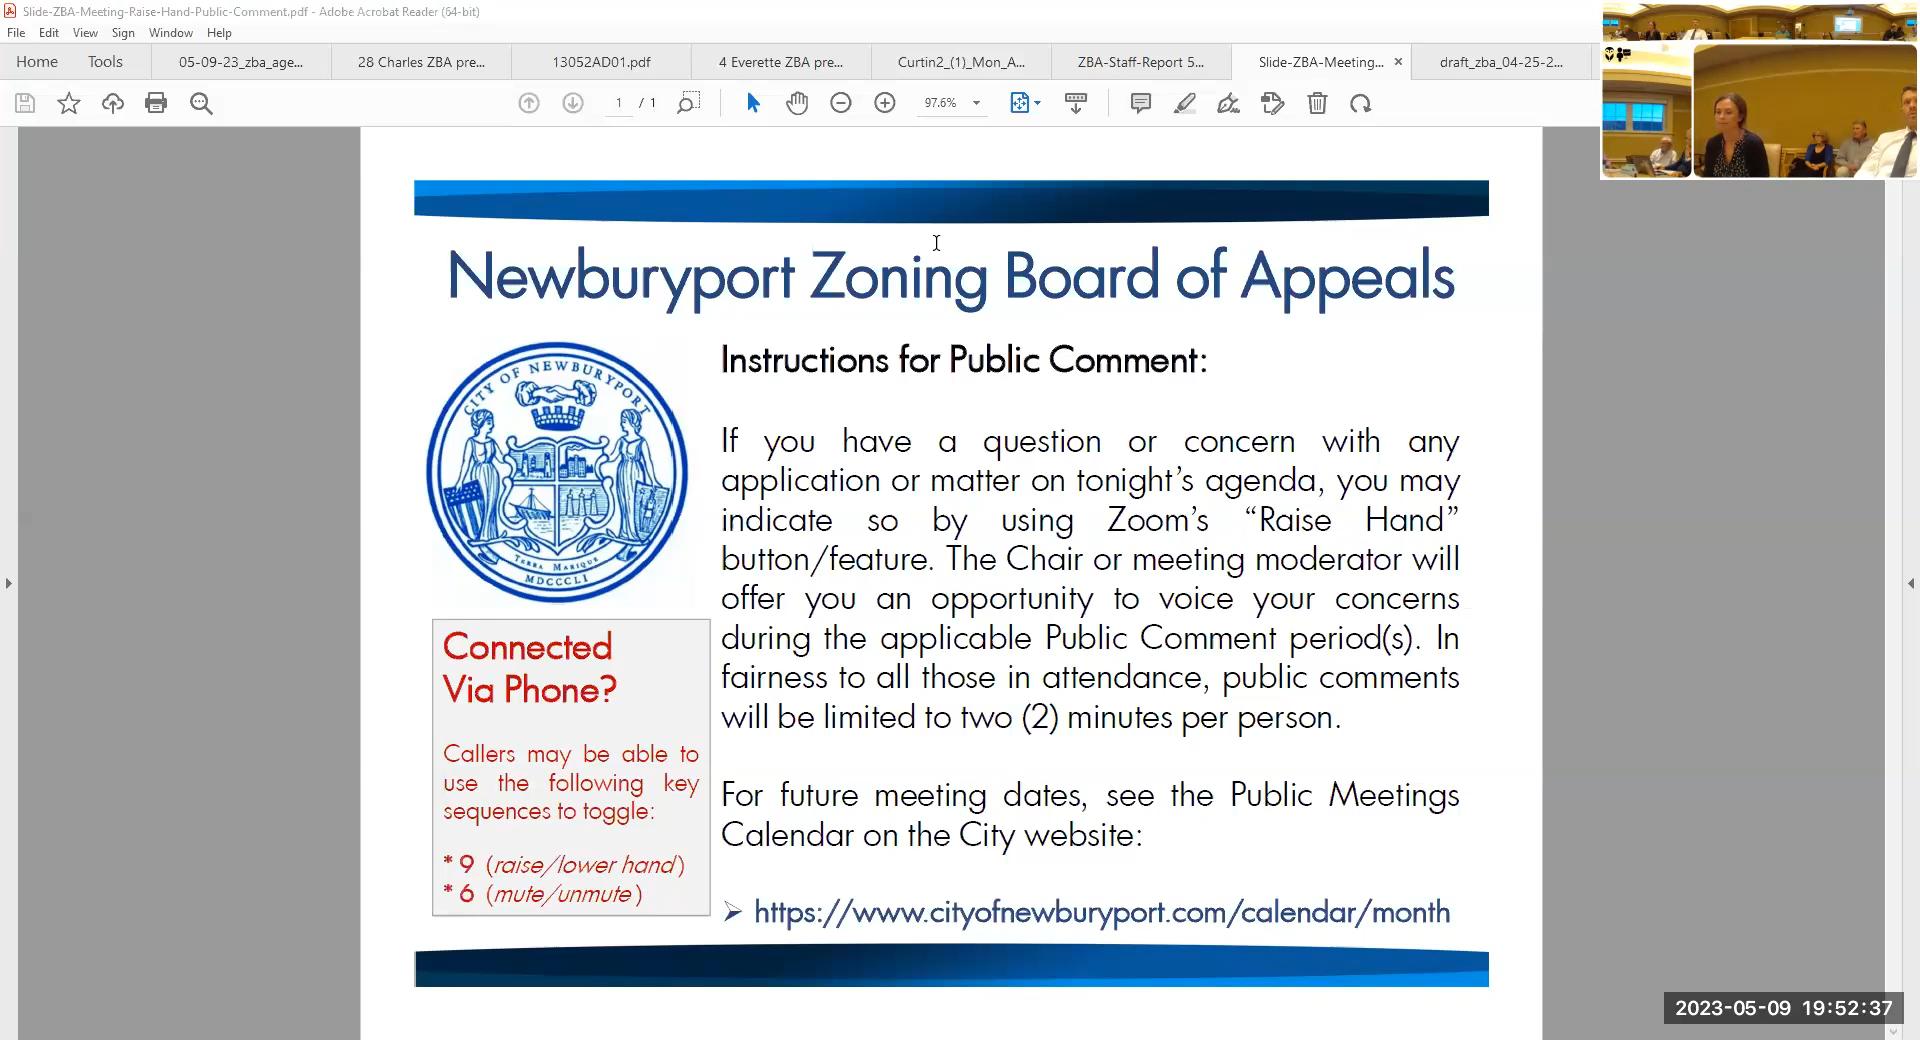 Slide-ZBA-Meeting-Raise-Hand-Public-Comment.pdf - Adobe Acrobat Reader (64-bit)
File Edit View Sign Window Help
Home Tools 05-09-23_zba_age... 28 Charles ZBA pre... 13052AD01.pdf 4 Everette ZBA pre... Curtin2_(1)_Mon_A... ZBA-Staff-Report 5... Slide-ZBA-Meeting... × draft_zba_04-25-2...
1 / 1 97.6%
Newburyport Zoning Board of Appeals
CITY OF NEWBURYPORT
TERRA MARIQUE
MDCCCLI
Instructions for Public Comment:
If you have a question or concern with any
application or matter on tonight’s agenda, you may
indicate so by using Zoom’s “Raise Hand”
button/feature. The Chair or meeting moderator will
offer you an opportunity to voice your concerns
during the applicable Public Comment period(s). In
fairness to all those in attendance, public comments
will be limited to two (2) minutes per person.
For future meeting dates, see the Public Meetings
Calendar on the City website:
➢ https://www.cityofnewburyport.com/calendar/month
Connected
Via Phone?
Callers may be able to
use the following key
sequences to toggle:
* 9 (raise/lower hand)
* 6 (mute/unmute)
2023-05-09 19:52:37